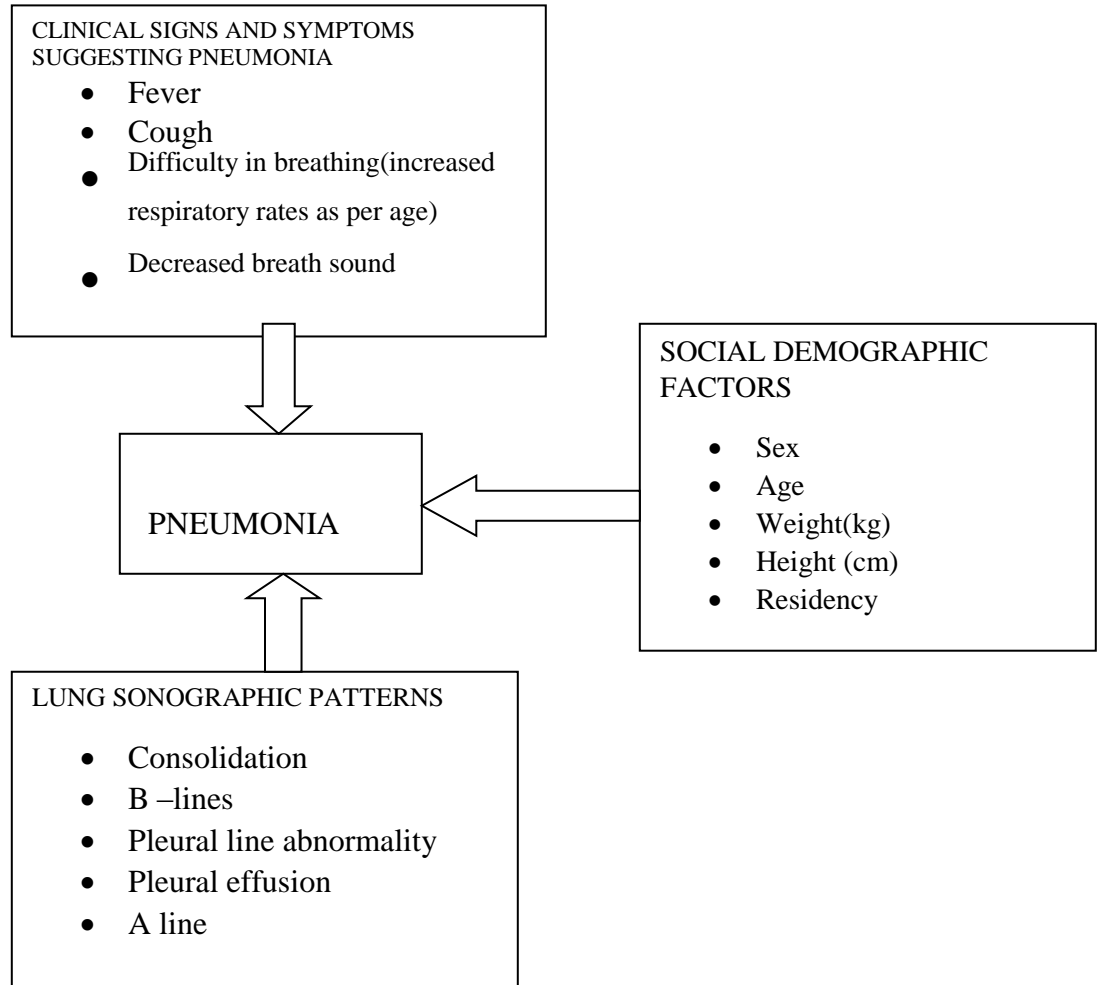 CLINICAL SIGNS AND SYMPTOMS
SUGGESTING PNEUMONIA
• Fever
• Cough
• Difficulty in breathing(increased
respiratory rates as per age)
• Decreased breath sound
SOCIAL DEMOGRAPHIC
FACTORS
• Sex
• Age
• Weight(kg)
• Height (cm)
• Residency
PNEUMONIA
LUNG SONOGRAPHIC PATTERNS
• Consolidation
• B –lines
• Pleural line abnormality
• Pleural effusion
• A line